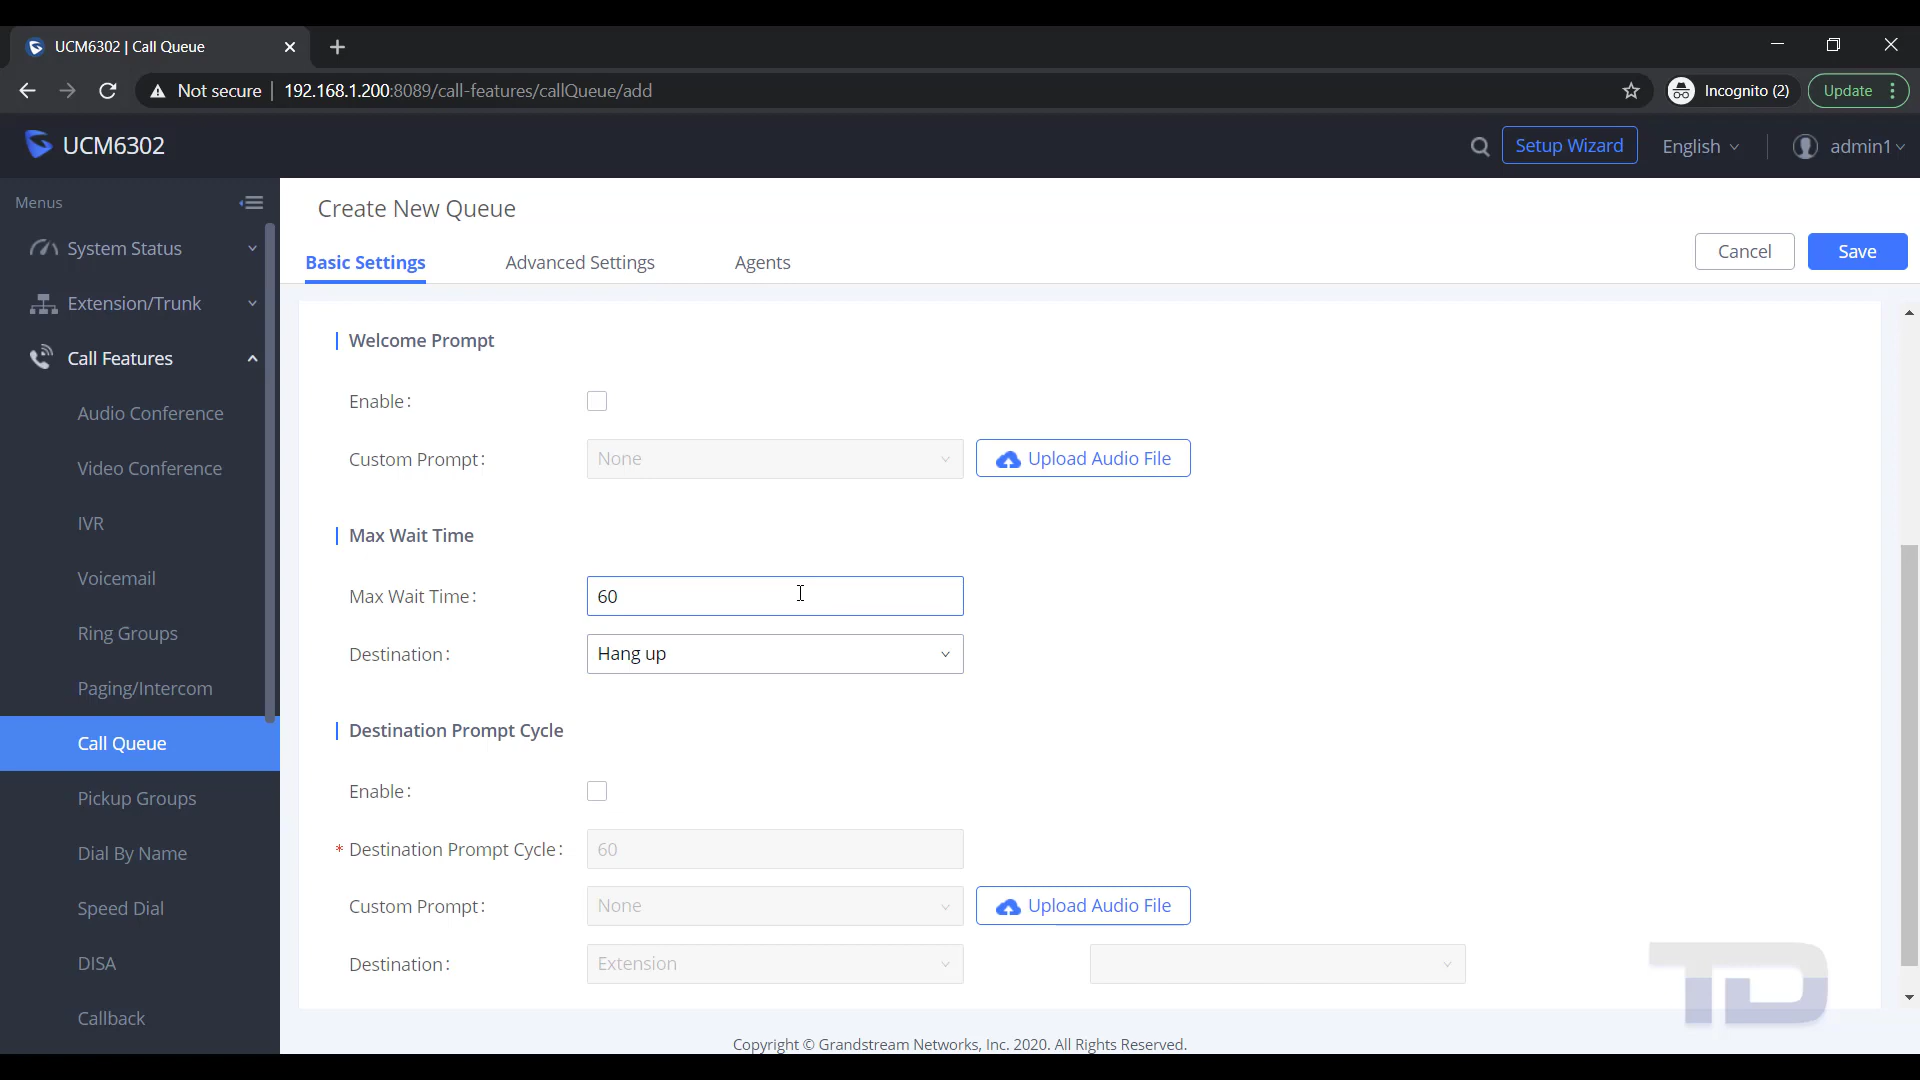 UCM6302 | Call Queue
Not secure 192.168.1.200:8089/call-features/callQueue/add
Incognito (2)
Update
UCM6302
Setup Wizard
English
admin1
Menus
System Status
Extension/Trunk
Call Features
Audio Conference
Video Conference
IVR
Voicemail
Ring Groups
Paging/Intercom
Call Queue
Pickup Groups
Dial By Name
Speed Dial
DISA
Callback
Create New Queue
Basic Settings
Advanced Settings
Agents
Cancel
Save
Welcome Prompt
Enable:
Custom Prompt: None Upload Audio File
Max Wait Time
Max Wait Time: 60
Destination: Hang up
Destination Prompt Cycle
Enable:
* Destination Prompt Cycle: 60
Custom Prompt: None Upload Audio File
Destination: Extension
TD
Copyright © Grandstream Networks, Inc. 2020. All Rights Reserved.